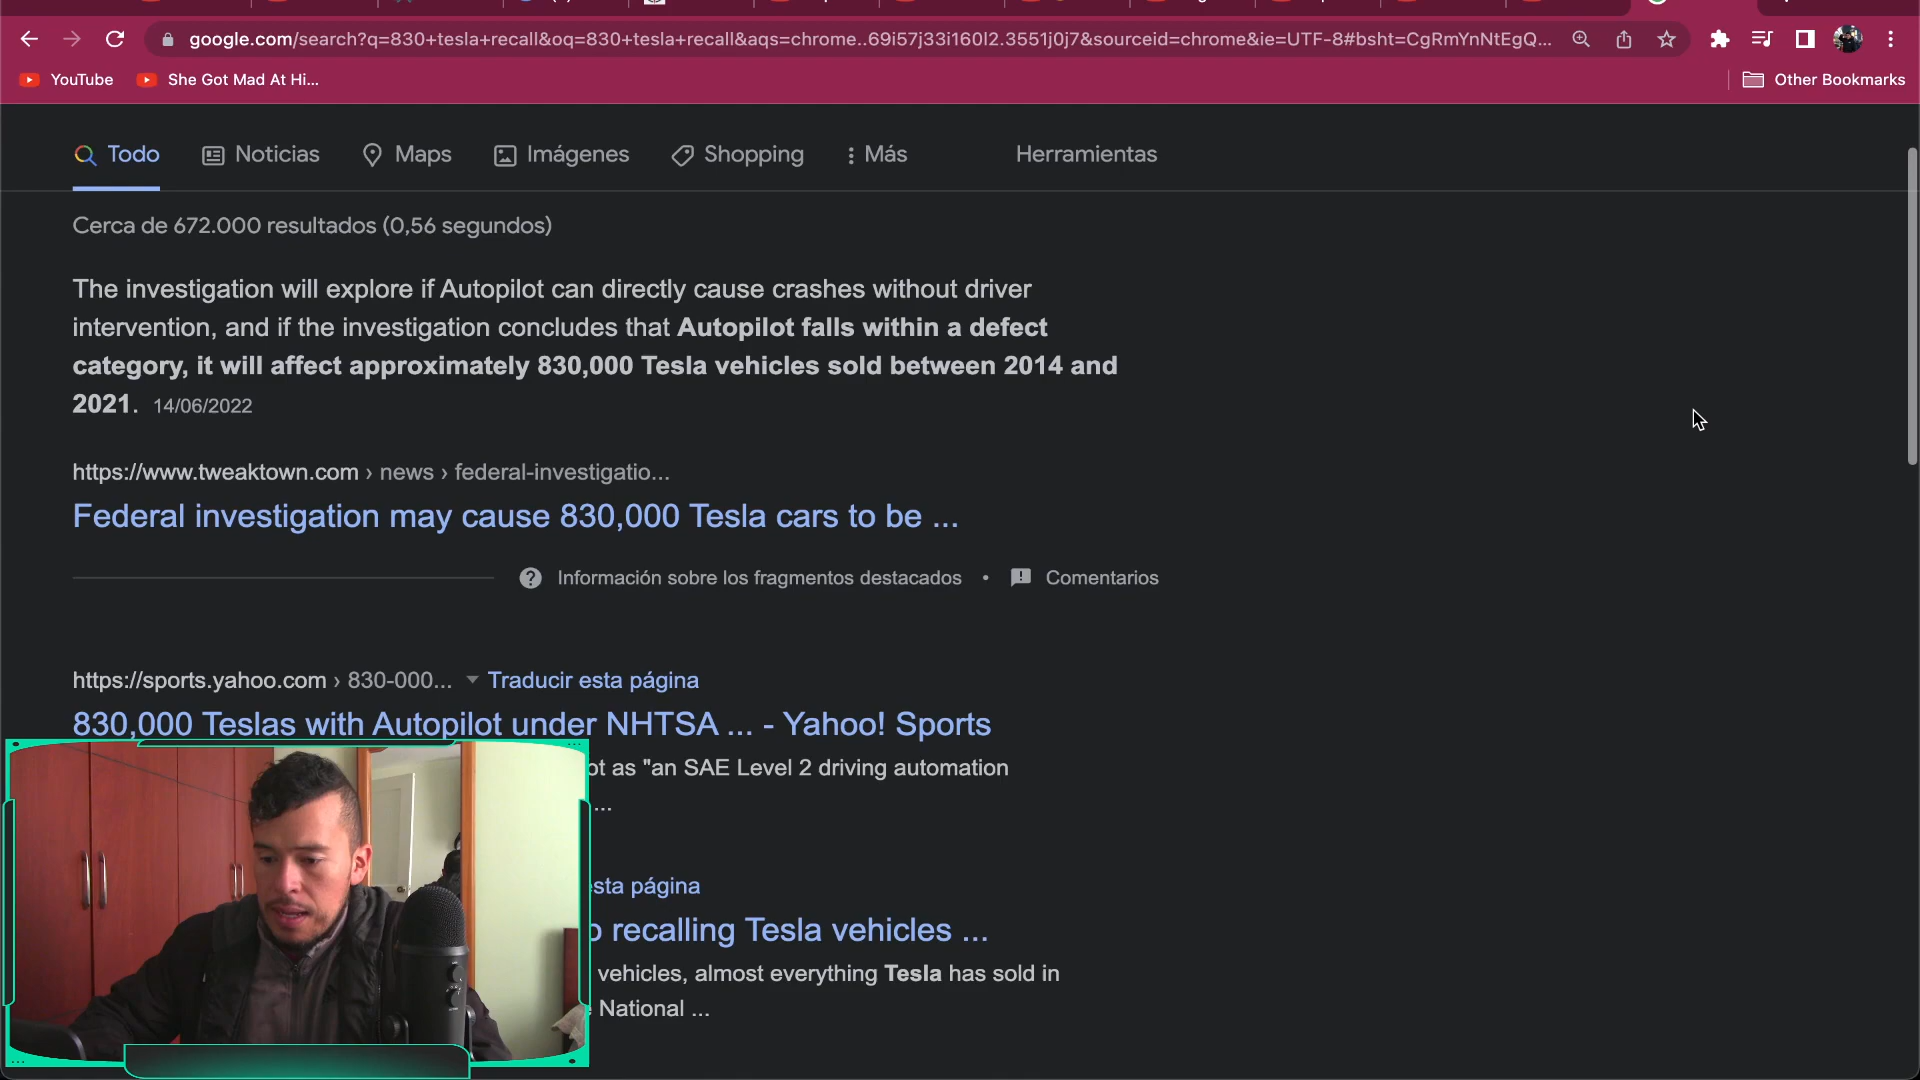 google.com/search?q=830+tesla+recall&oq=830+tesla+recall&aqs=chrome..69i57j33i160l2.3551j0j7&sourceid=chrome&ie=UTF-8#bsht=CgRmYnNtEgQ...
YouTube
She Got Mad At Hi...
Other Bookmarks
Todo
Noticias
Maps
Imágenes
Shopping
Más
Herramientas
Cerca de 672.000 resultados (0,56 segundos)
The investigation will explore if Autopilot can directly cause crashes without driver
intervention, and if the investigation concludes that Autopilot falls within a defect
category, it will affect approximately 830,000 Tesla vehicles sold between 2014 and
2021. 14/06/2022
https://www.tweaktown.com › news › federal-investigatio...
Federal investigation may cause 830,000 Tesla cars to be ...
Información sobre los fragmentos destacados • Comentarios
https://sports.yahoo.com › 830-000... Traducir esta página
830,000 Teslas with Autopilot under NHTSA ... - Yahoo! Sports
as "an SAE Level 2 driving automation
...
esta página
recalling Tesla vehicles ...
vehicles, almost everything Tesla has sold in
National ...